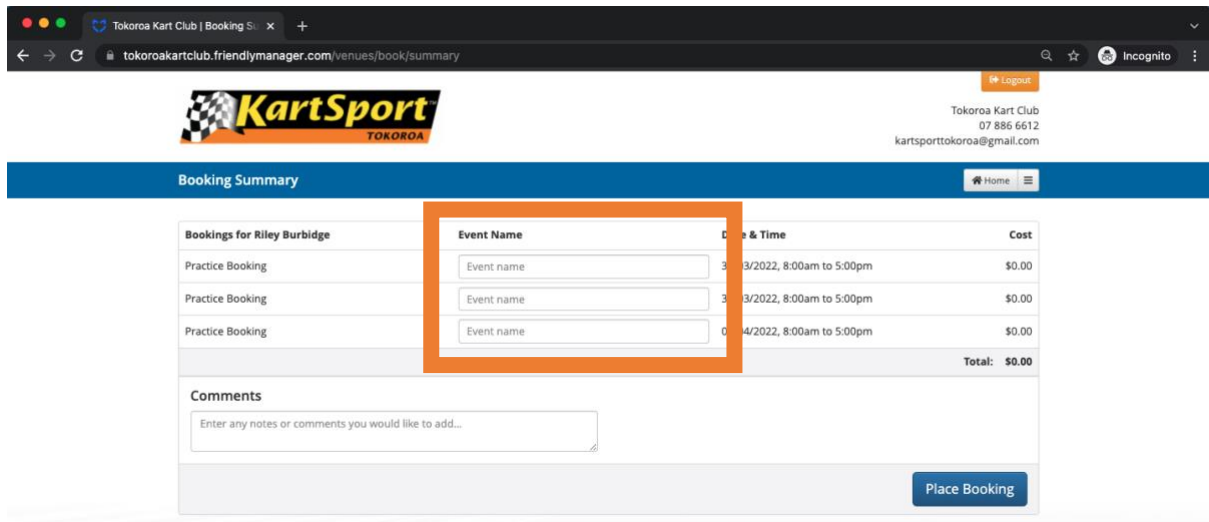 Tokoroa Kart Club | Booking Su
tokoroakartclub.friendlymanager.com/venues/book/summary
Incognito
Logout
KartSport™
TOKOROA
Tokoroa Kart Club
07 886 6612
kartsporttokoroa@gmail.com
Booking Summary
Home
Bookings for Riley Burbidge Event Name & Time Cost
Practice Booking Event name 03/2022, 8:00am to 5:00pm $0.00
Practice Booking Event name 3/2022, 8:00am to 5:00pm $0.00
Practice Booking Event name 4/2022, 8:00am to 5:00pm $0.00
Total: $0.00
Comments
Enter any notes or comments you would like to add...
Place Booking